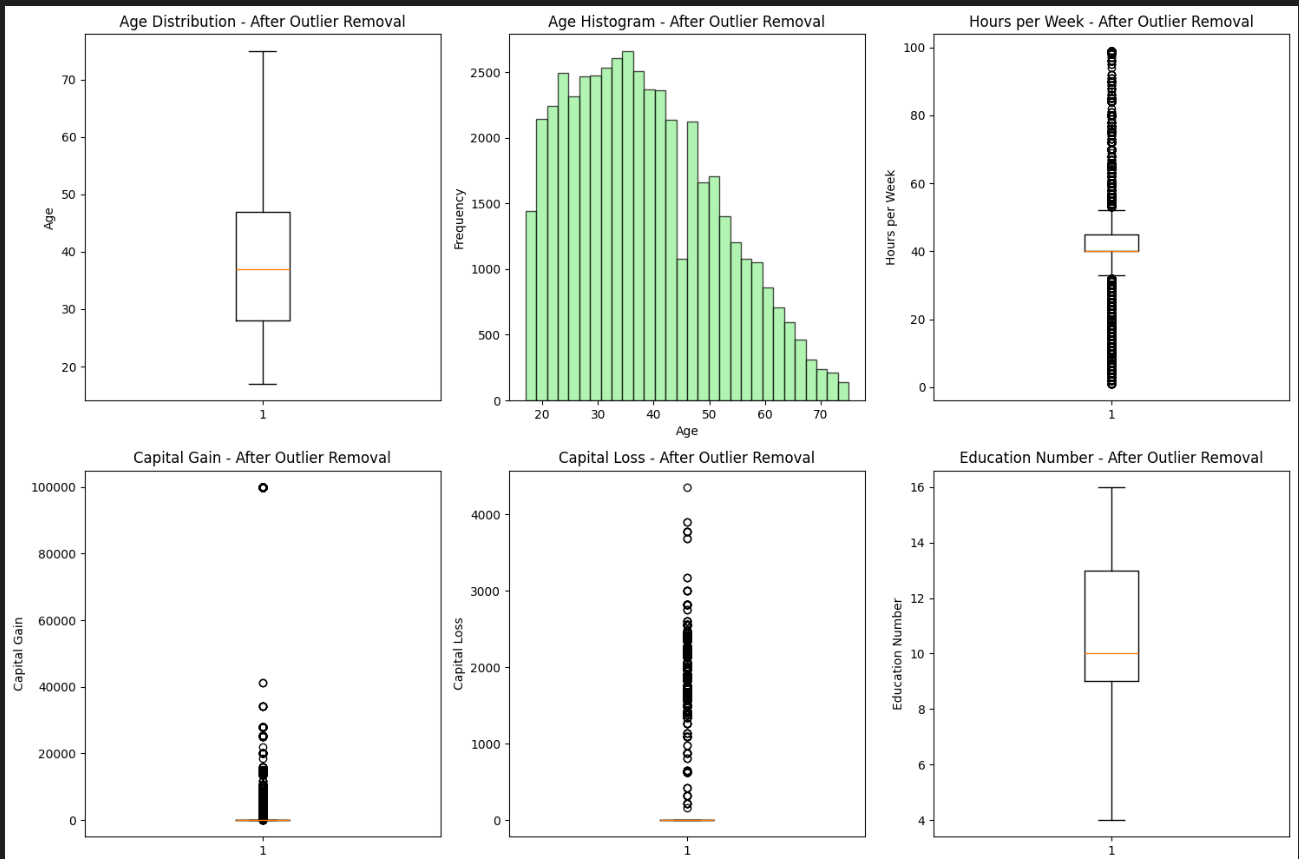 Age Distribution - After Outlier Removal
Age
70
60
50
40
30
20
1
Age Histogram - After Outlier Removal
Frequency
2500
2000
1500
1000
500
0
20 30 40 50 60 70
Age
Hours per Week - After Outlier Removal
Hours per Week
100
80
60
40
20
0
1
Capital Gain - After Outlier Removal
Capital Gain
100000
80000
60000
40000
20000
0
1
Capital Loss - After Outlier Removal
Capital Loss
4000
3000
2000
1000
0
1
Education Number - After Outlier Removal
Education Number
16
14
12
10
8
6
4
1